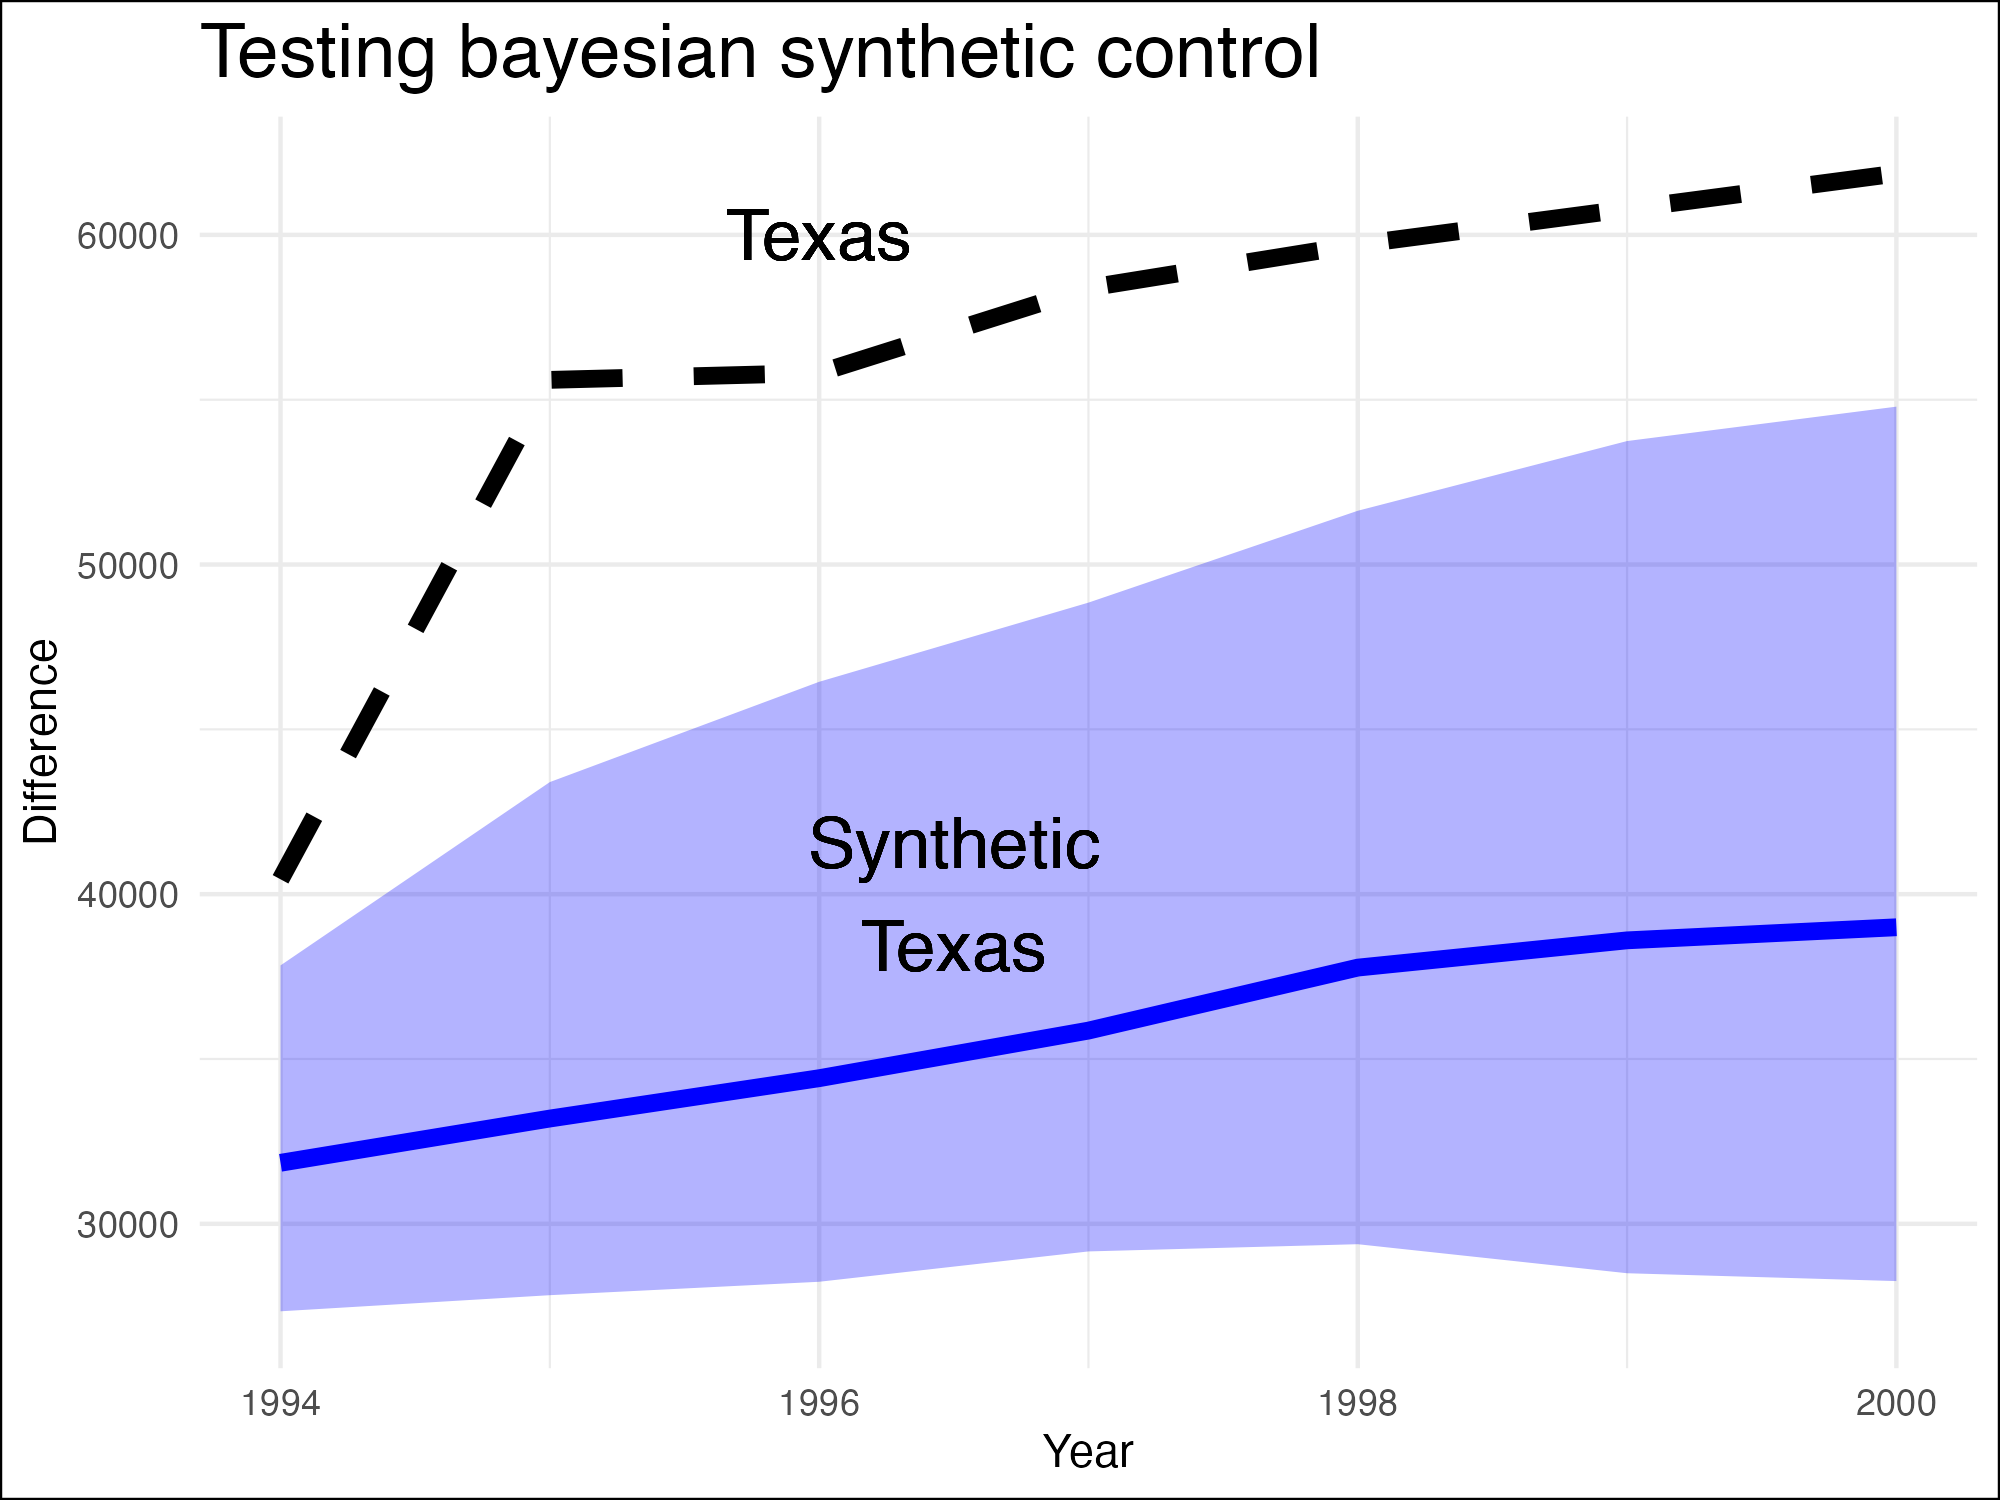 Testing bayesian synthetic control
Difference
60000
50000
40000
30000
Texas
Synthetic
Texas
1994
1996
1998
2000
Year